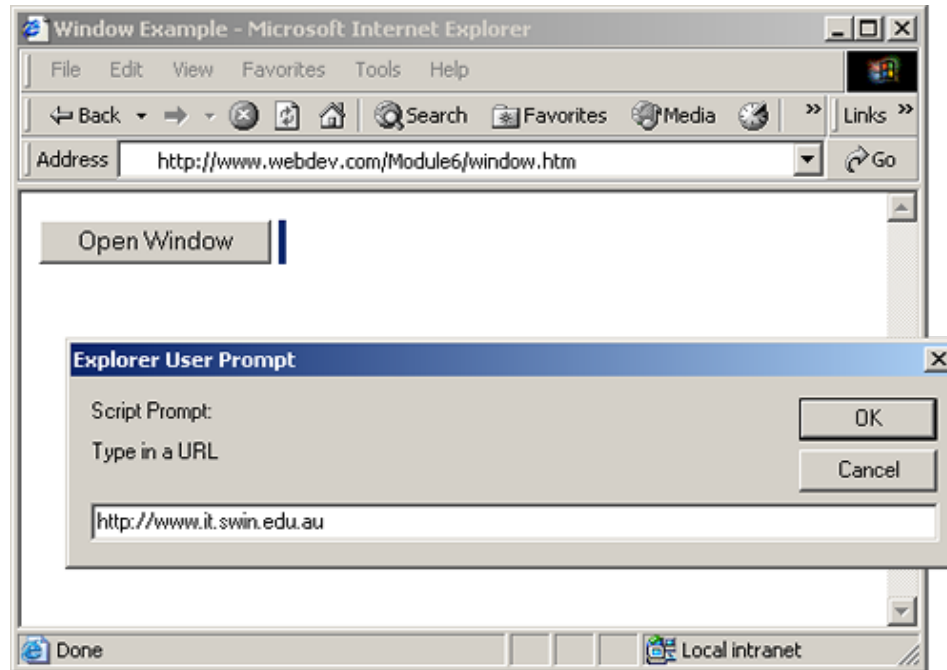 Window Example - Microsoft Internet Explorer
File Edit View Favorites Tools Help
Back Search Favorites Media » Links »
Address http://www.webdev.com/Module6/window.htm Go
Open Window
Explorer User Prompt
Script Prompt:
OK
Type in a URL
Cancel
http://www.it.swin.edu.au
Done Local intranet